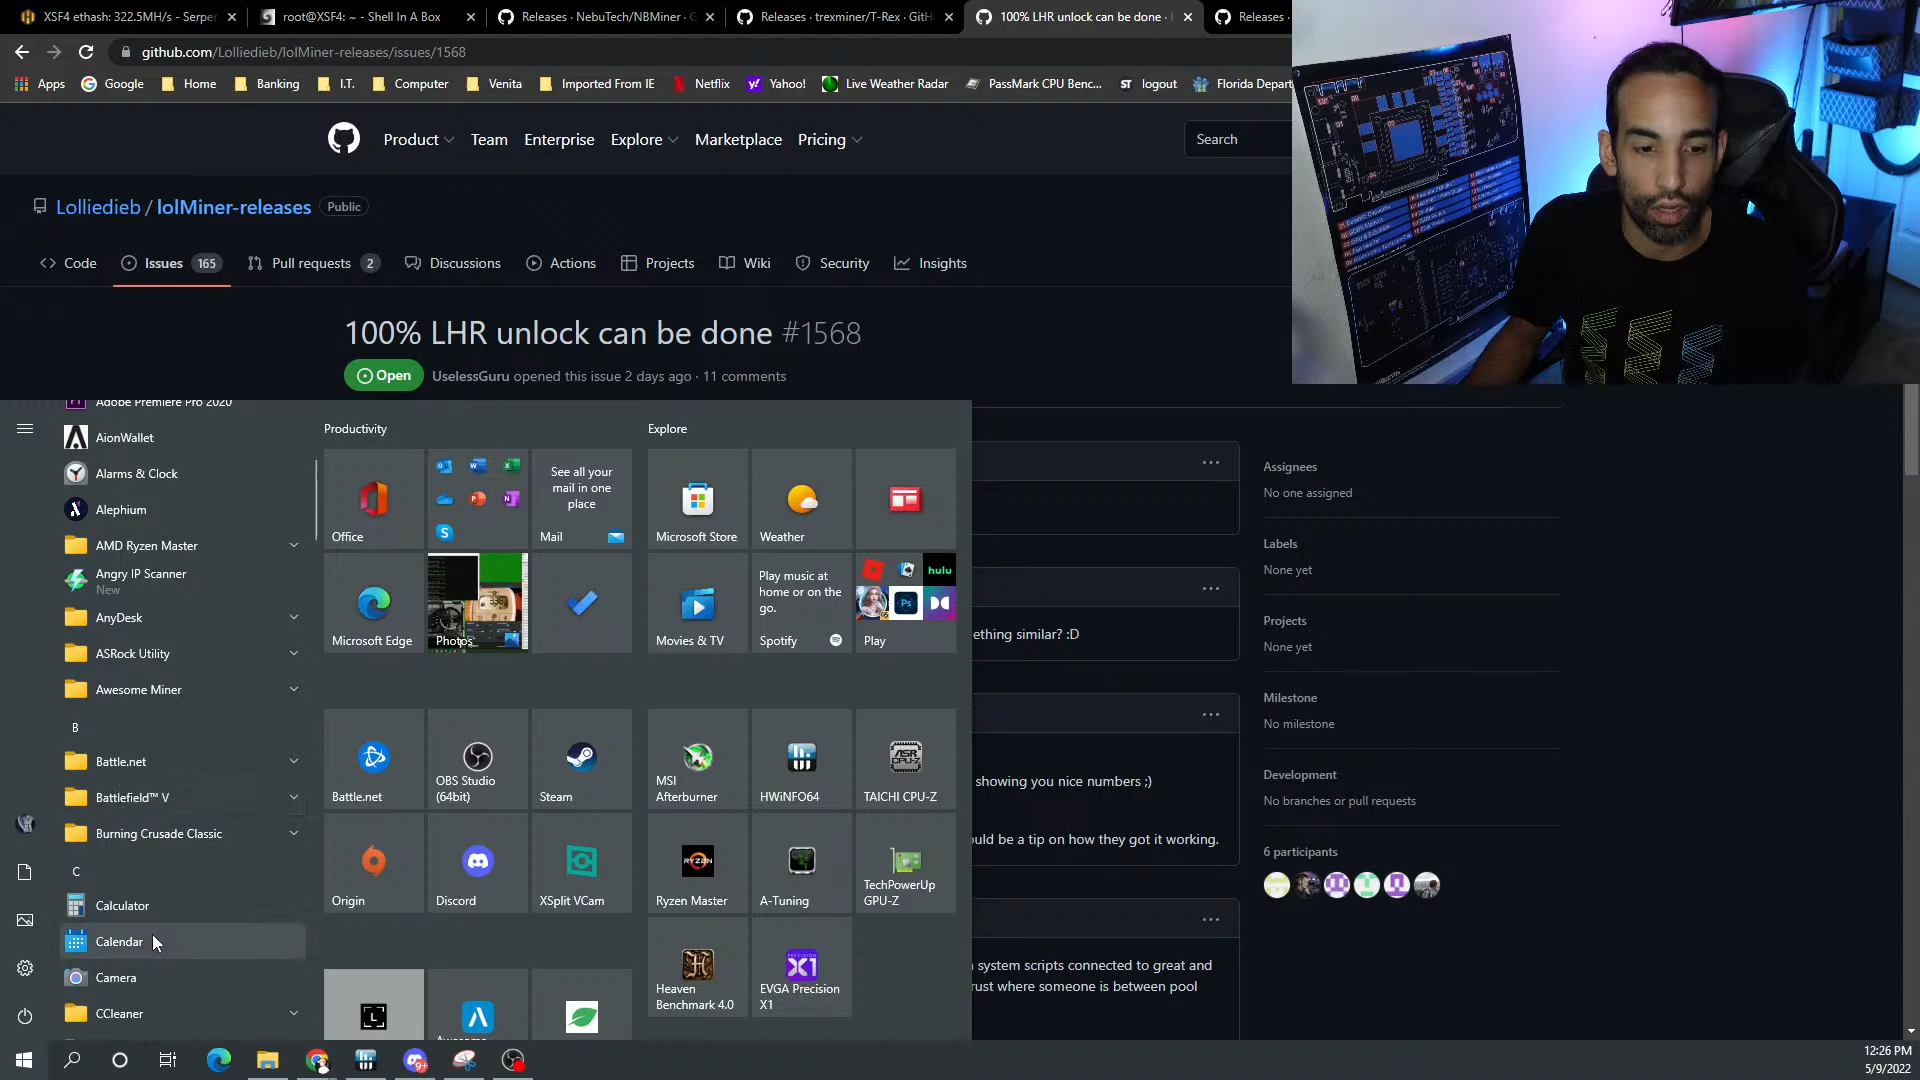 XSF4 ethash: 322.5MH/s - Serper
root@XSF4: ~ - Shell In A Box
Releases · NebuTech/NBMiner · G
Releases · trexminer/T-Rex · GitH
100% LHR unlock can be done ·
Releases ·
github.com/Lolliedieb/lolMiner-releases/issues/1568
Apps
Google
Home
Banking
I.T.
Computer
Venita
Imported From IE
Netflix
Yahoo!
Live Weather Radar
PassMark CPU Benc...
ST logout
Florida Depart
Product
Team
Enterprise
Explore
Marketplace
Pricing
Search
Lolliedieb / lolMiner-releases
Public
Code
Issues 165
Pull requests 2
Discussions
Actions
Projects
Wiki
Security
Insights
100% LHR unlock can be done #1568
Open
UselessGuru opened this issue 2 days ago · 11 comments
Adobe Premiere Pro 2020
AionWallet
Alarms & Clock
Alephium
AMD Ryzen Master
Angry IP Scanner
New
AnyDesk
ASRock Utility
Awesome Miner
B
Battle.net
Battlefield™ V
Burning Crusade Classic
C
Calculator
Calendar
Camera
CCleaner
Productivity
Office
See all your
mail in one
place
Mail
Microsoft Edge
Photos
Explore
Microsoft Store
Weather
Movies & TV
Play music at
home or on the
go.
Spotify
hulu
Ps
Play
Battle.net
OBS Studio
(64bit)
Steam
MSI
Afterburner
HWiNFO64
TAICHI CPU-Z
Origin
Discord
XSplit VCam
RYZEN
Ryzen Master
A-Tuning
TechPowerUp
GPU-Z
Heaven
Benchmark 4.0
X1
EVGA Precision
X1
ething similar? :D
showing you nice numbers ;)
uld be a tip on how they got it working.
system scripts connected to great and
rust where someone is between pool
Assignees
No one assigned
Labels
None yet
Projects
None yet
Milestone
No milestone
Development
No branches or pull requests
6 participants
12:26 PM
5/9/2022